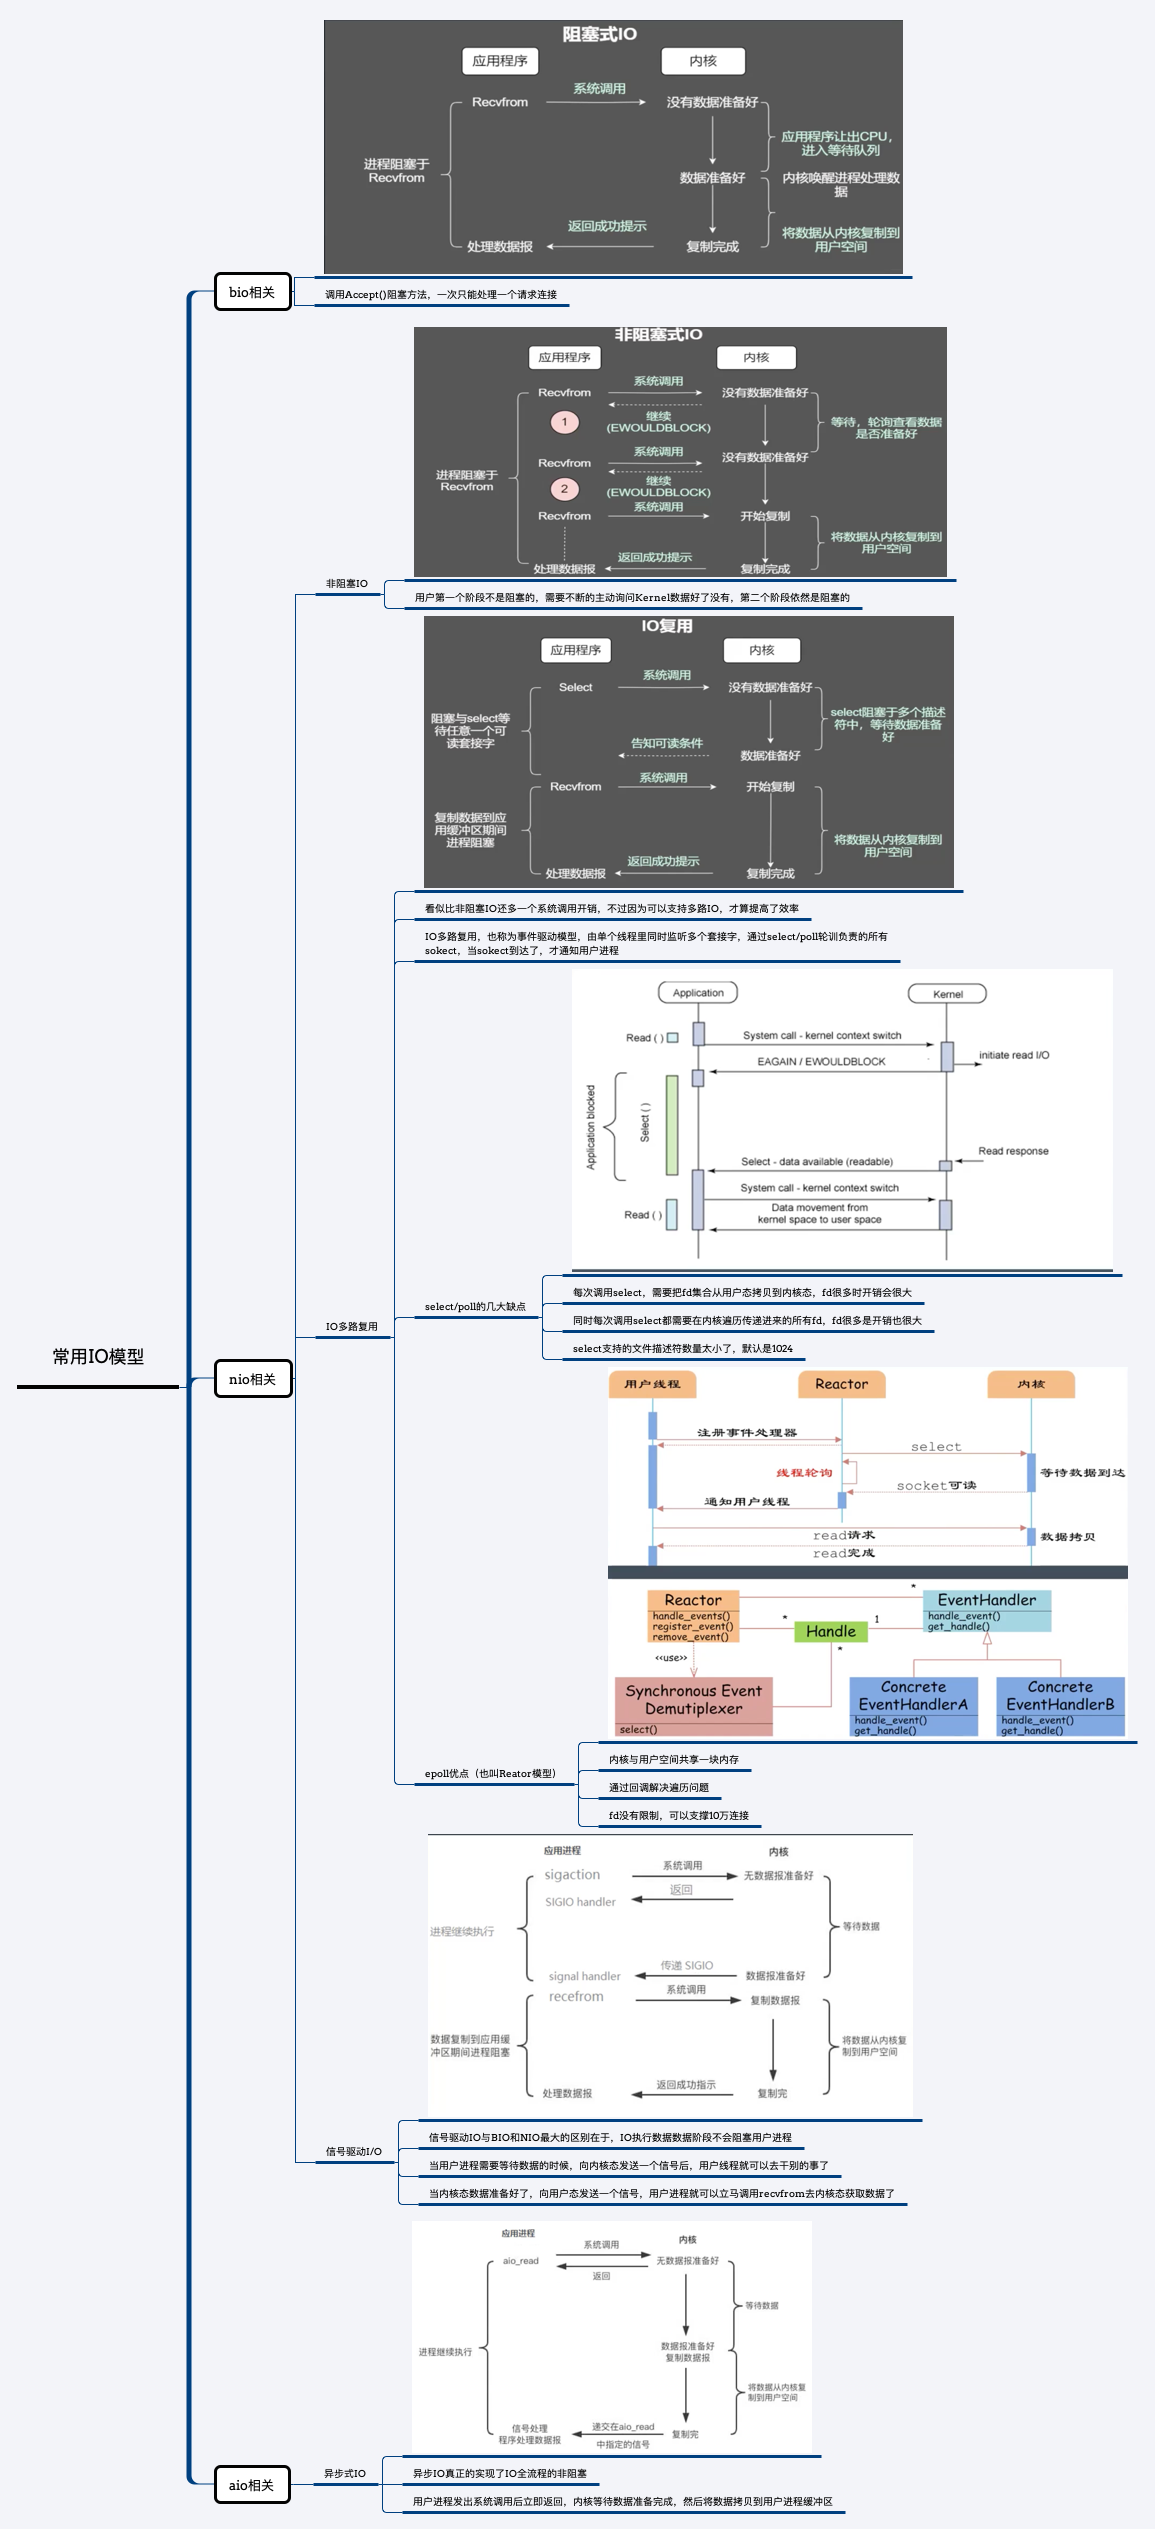 常用IO模型
bio相关
阻塞式IO
应用程序
内核
Recvfrom
系统调用
没有数据准备好
应用程序让出CPU，
进入等待队列
进程阻塞于
Recvfrom
数据准备好
内核唤醒进程处理数
据
返回成功提示
将数据从内核复制到
用户空间
处理数据报
复制完成
调用Accept()阻塞方法，一次只能处理一个请求连接
nio相关
非阻塞IO
非阻塞式IO
应用程序
内核
Recvfrom
系统调用
没有数据准备好
继续
(EWOULDBLOCK)
1
等待，轮询查看数据
是否准备好
Recvfrom
系统调用
没有数据准备好
进程阻塞于
Recvfrom
继续
(EWOULDBLOCK)
2
系统调用
Recvfrom
开始复制
将数据从内核复制到
用户空间
返回成功提示
处理数据报
复制完成
用户第一个阶段不是阻塞的，需要不断的主动询问Kernel数据好了没有，第二个阶段依然是阻塞的
IO多路复用
IO复用
应用程序
内核
Select
系统调用
没有数据准备好
阻塞与select等
待任意一个可
读套接字
select阻塞于多个描述
符中，等待数据准备
好
告知可读条件
数据准备好
Recvfrom
系统调用
开始复制
复制数据到应
用缓冲区期间
进程阻塞
将数据从内核复制到
用户空间
返回成功提示
处理数据报
复制完成
看似比非阻塞IO还多一个系统调用开销，不过因为可以支持多路IO，才算提高了效率
IO多路复用，也称为事件驱动模型，由单个线程里同时监听多个套接字，通过select/poll轮训负责的所有
sokect，当sokect到达了，才通知用户进程
select/poll的几大缺点
Application
Kernel
Read ( )
System call - kernel context switch
initiate read I/O
EAGAIN / EWOULDBLOCK
Application blocked
Select ( )
Read response
Select - data available (readable)
System call - kernel context switch
Read ( )
Data movement from
kernel space to user space
每次调用select，需要把fd集合从用户态拷贝到内核态，fd很多时开销会很大
同时每次调用select都需要在内核遍历传递进来的所有fd，fd很多是开销也很大
select支持的文件描述符数量太小了，默认是1024
epoll优点（也叫Reator模型）
用户线程
Reactor
内核
注册事件处理器
select
线程轮询
等待数据到达
socket可读
通知用户线程
read请求
数据拷贝
read完成
Reactor
handle_events()
register_event()
remove_event()
*
EventHandler
handle_event()
get_handle()
*
Handle
1
*
<<use>>
Synchronous Event
Demutiplexer
select()
Concrete
EventHandlerA
handle_event()
get_handle()
Concrete
EventHandlerB
handle_event()
get_handle()
内核与用户空间共享一块内存
通过回调解决遍历问题
fd没有限制，可以支撑10万连接
信号驱动I/O
应用进程
内核
sigaction
系统调用
无数据报准备好
SIGIO handler
返回
进程继续执行
等待数据
signal handler
传递 SIGIO
数据报准备好
recefrom
系统调用
复制数据报
数据复制到应用缓
冲区期间进程阻塞
将数据从内核复
制到用户空间
处理数据报
返回成功指示
复制完
信号驱动IO与BIO和NIO最大的区别在于，IO执行数据数据阶段不会阻塞用户进程
当用户进程需要等待数据的时候，向内核态发送一个信号后，用户线程就可以去干别的事了
当内核态数据准备好了，向用户态发送一个信号，用户进程就可以立马调用recvfrom去内核态获取数据了
aio相关
异步式IO
应用进程
内核
aio_read
系统调用
无数据报准备好
返回
等待数据
进程继续执行
数据报准备好
复制数据报
将数据从内核复
制到用户空间
信号处理
程序处理数据报
递交在aio_read
中指定的信号
复制完
异步IO真正的实现了IO全流程的非阻塞
用户进程发出系统调用后立即返回，内核等待数据准备完成，然后将数据拷贝到用户进程缓冲区